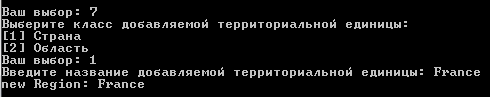 Ваш выбор: 7
Выберите класс добавляемой территориальной единицы:
[1] Страна
[2] Область
Ваш выбор: 1
Введите название добавляемой территориальной единицы: France
new Region: France